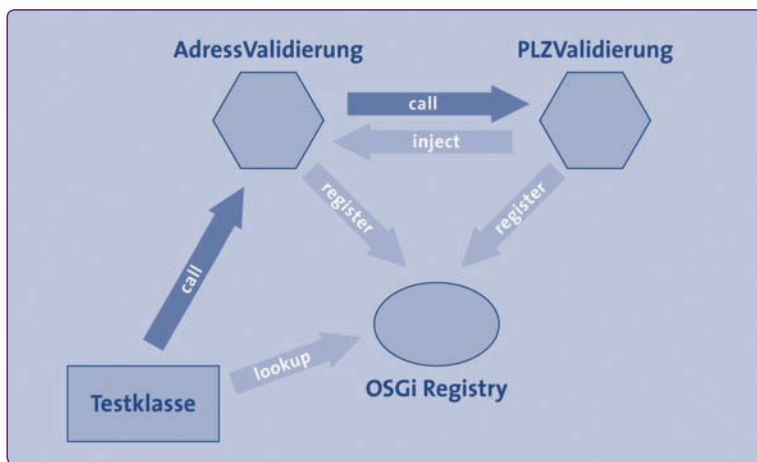 AdressValidierung
PLZValidierung
call
inject
register
register
call
lookup
Testklasse
OSGi Registry